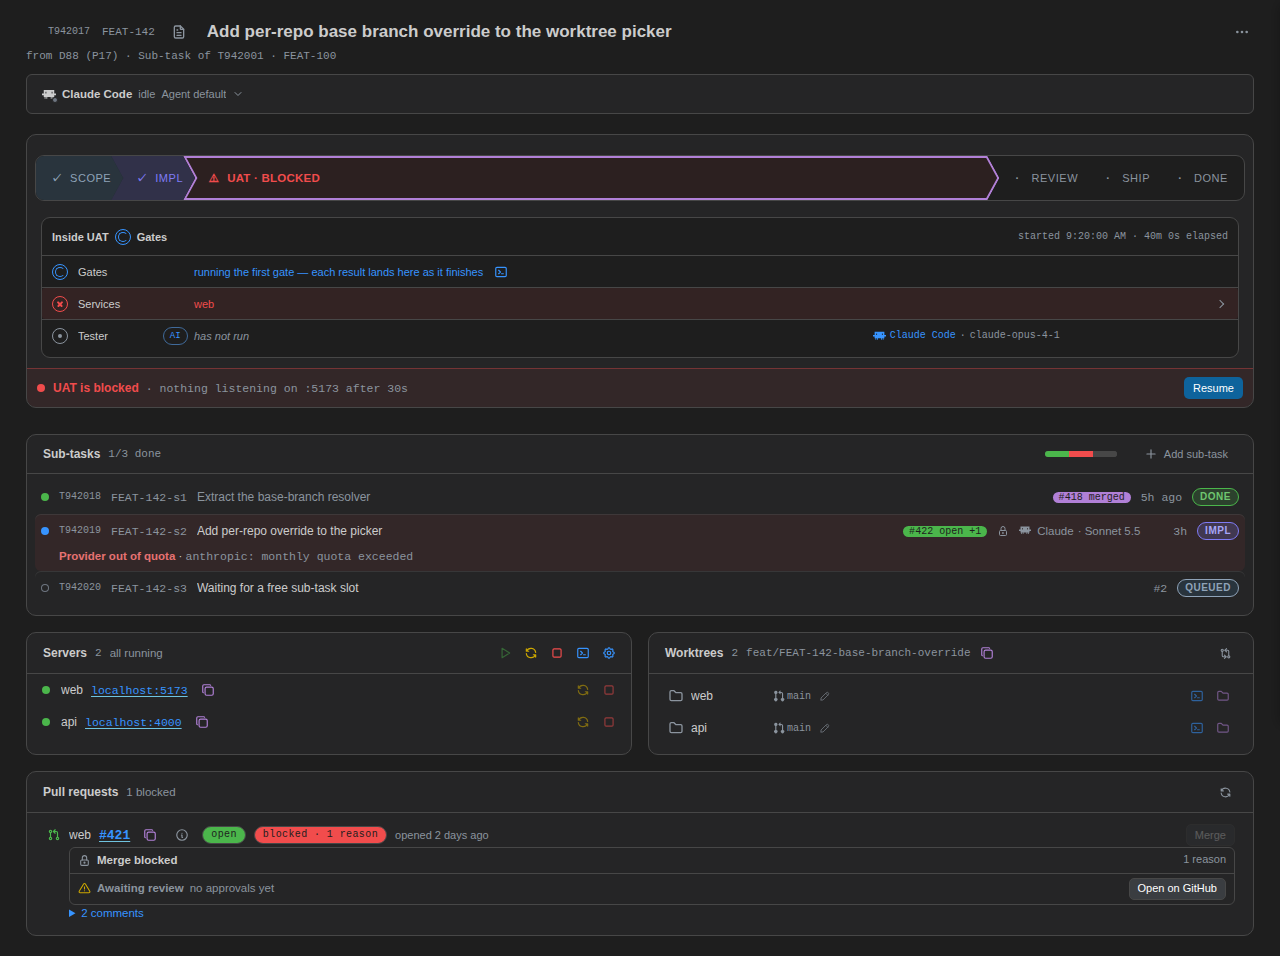 T942017 FEAT-142 Add per-repo base branch override to the worktree picker
from D88 (P17) · Sub-task of T942001 · FEAT-100
Claude Code idle Agent default
SCOPE IMPL UAT · BLOCKED REVIEW SHIP DONE
Inside UAT Gates started 9:20:00 AM · 40m 0s elapsed
Gates running the first gate — each result lands here as it finishes
Services web
Tester AI has not run Claude Code · claude-opus-4-1
UAT is blocked · nothing listening on :5173 after 30s Resume
Sub-tasks 1/3 done Add sub-task
T942018 FEAT-142-s1 Extract the base-branch resolver #418 merged 5h ago DONE
T942019 FEAT-142-s2 Add per-repo override to the picker #422 open +1 Claude · Sonnet 5.5 3h IMPL
Provider out of quota · anthropic: monthly quota exceeded
T942020 FEAT-142-s3 Waiting for a free sub-task slot #2 QUEUED
Servers 2 all running
web localhost:5173
api localhost:4000
Worktrees 2 feat/FEAT-142-base-branch-override
web main
api main
Pull requests 1 blocked
web #421 open blocked · 1 reason opened 2 days ago Merge
Merge blocked 1 reason
Awaiting review no approvals yet Open on GitHub
2 comments